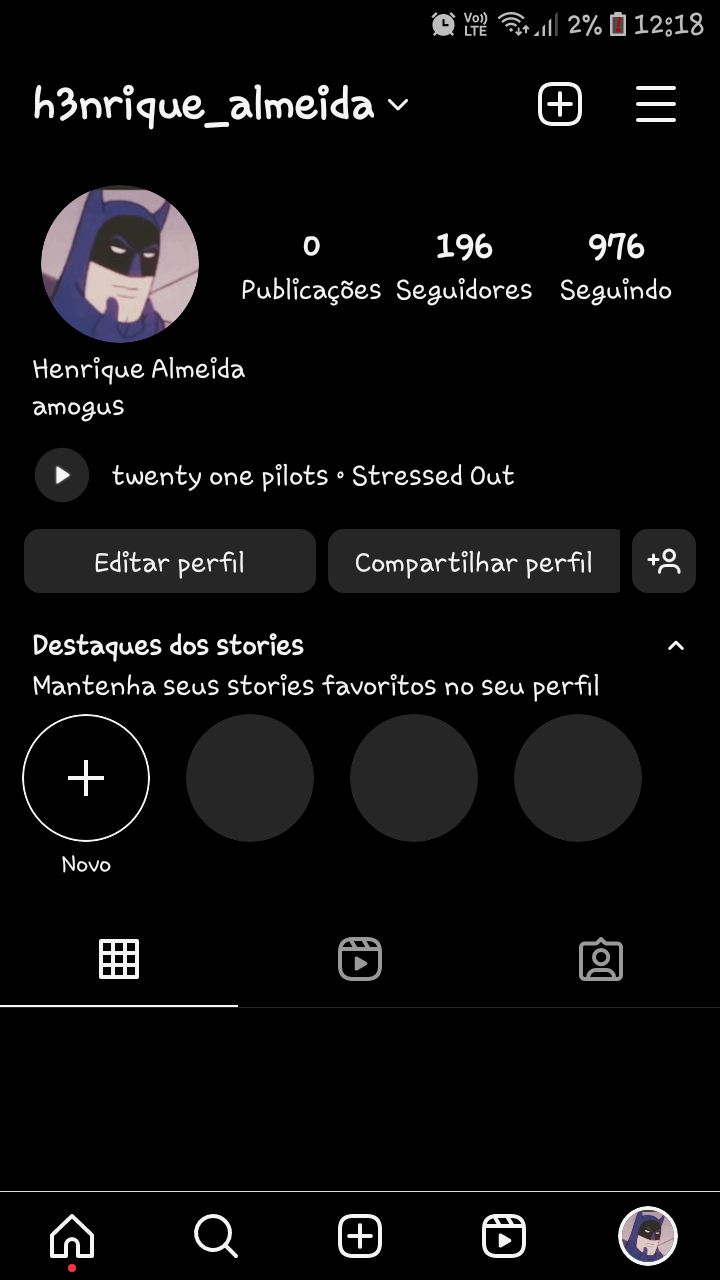 Vo)) LTE 2% 12:18
h3nrique_almeida
0 196 976
Publicações Seguidores Seguindo
Henrique Almeida
amogus
twenty one pilots • Stressed Out
Editar perfil Compartilhar perfil
Destaques dos stories
Mantenha seus stories favoritos no seu perfil
Novo